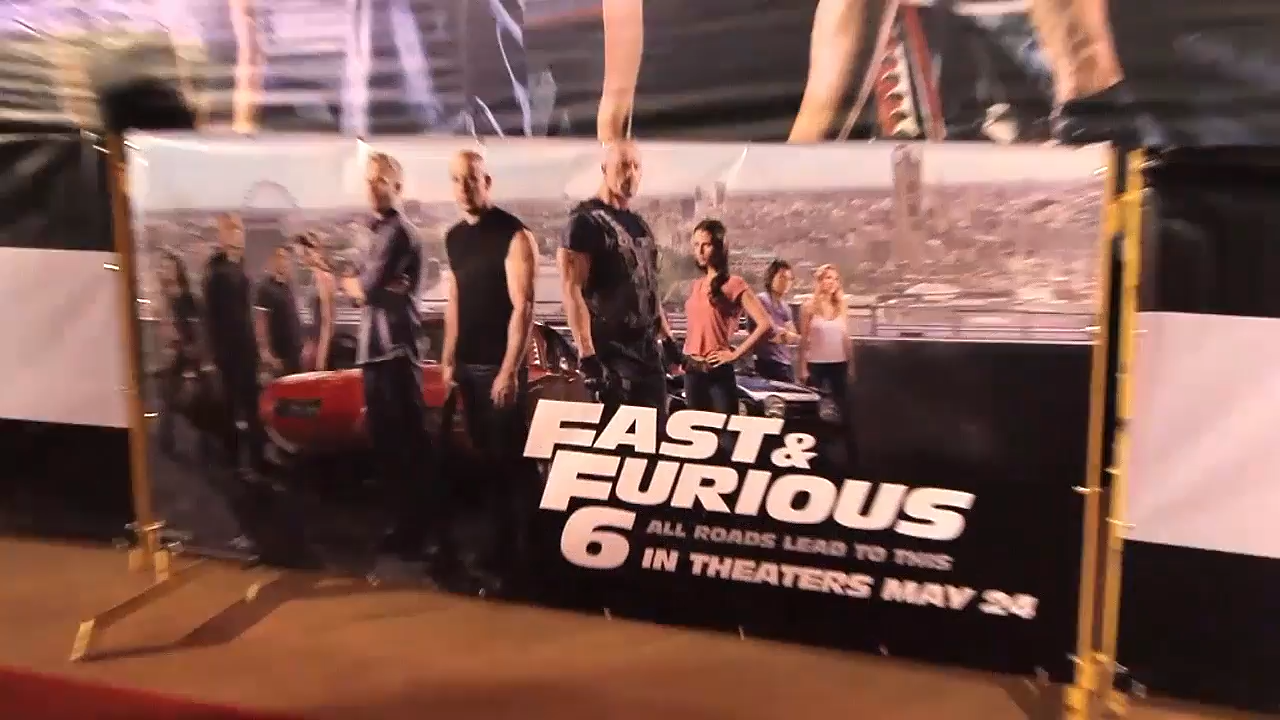 FAST &
FURIOUS
6 ALL ROADS LEAD TO THIS
IN THEATERS MAY 24